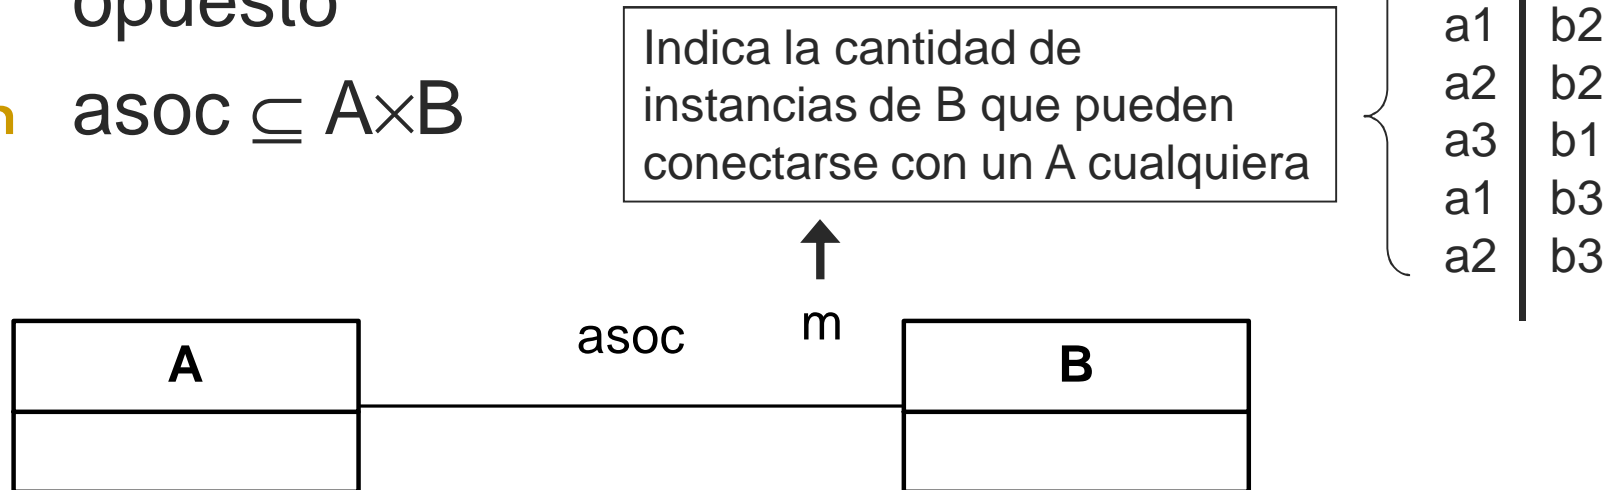 opuesto
n asoc ⊆ A×B
Indica la cantidad de
instancias de B que pueden
conectarse con un A cualquiera
a1 b2
a2 b2
a3 b1
a1 b3
a2 b3
asoc m
A B